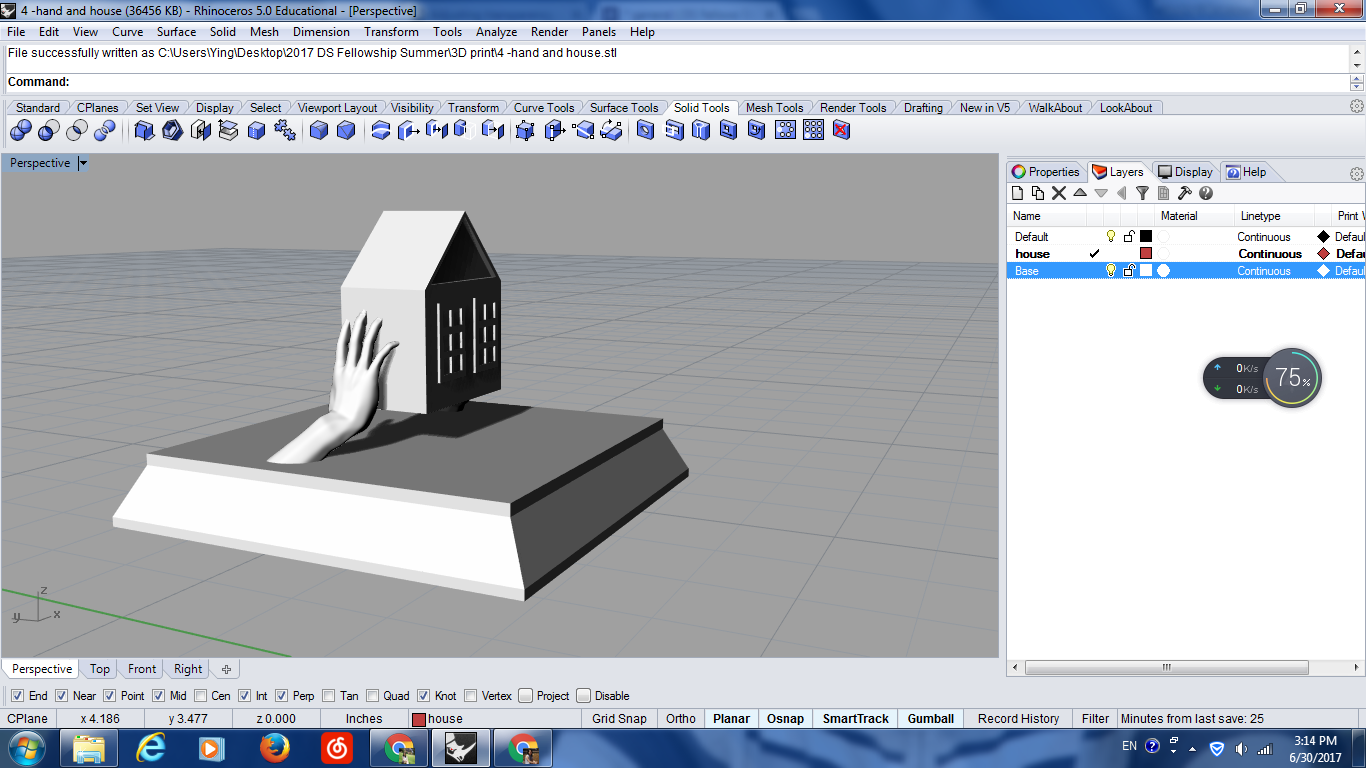 4 -hand and house (36456 KB) - Rhinoceros 5.0 Educational - [Perspective]
File Edit View Curve Surface Solid Mesh Dimension Transform Tools Analyze Render Panels Help
File successfully written as C:\Users\Ying\Desktop\2017 DS Fellowship Summer\3D print\4 -hand and house.stl
Command:
Standard CPlanes Set View Display Select Viewport Layout Visibility Transform Curve Tools Surface Tools Solid Tools Mesh Tools Render Tools Drafting New in V5 WalkAbout LookAbout
Perspective
Properties Layers Display Help
Name Material Linetype Print W
Default Continuous Defau
house Continuous Defau
Base Continuous Defau
0K/s
0K/s
75%
z
y x
Perspective Top Front Right
End Near Point Mid Cen Int Perp Tan Quad Knot Vertex Project Disable
CPlane x 4.186 y 3.477 z 0.000 Inches house Grid Snap Ortho Planar Osnap SmartTrack Gumball Record History Filter Minutes from last save: 25
EN 3:14 PM
6/30/2017